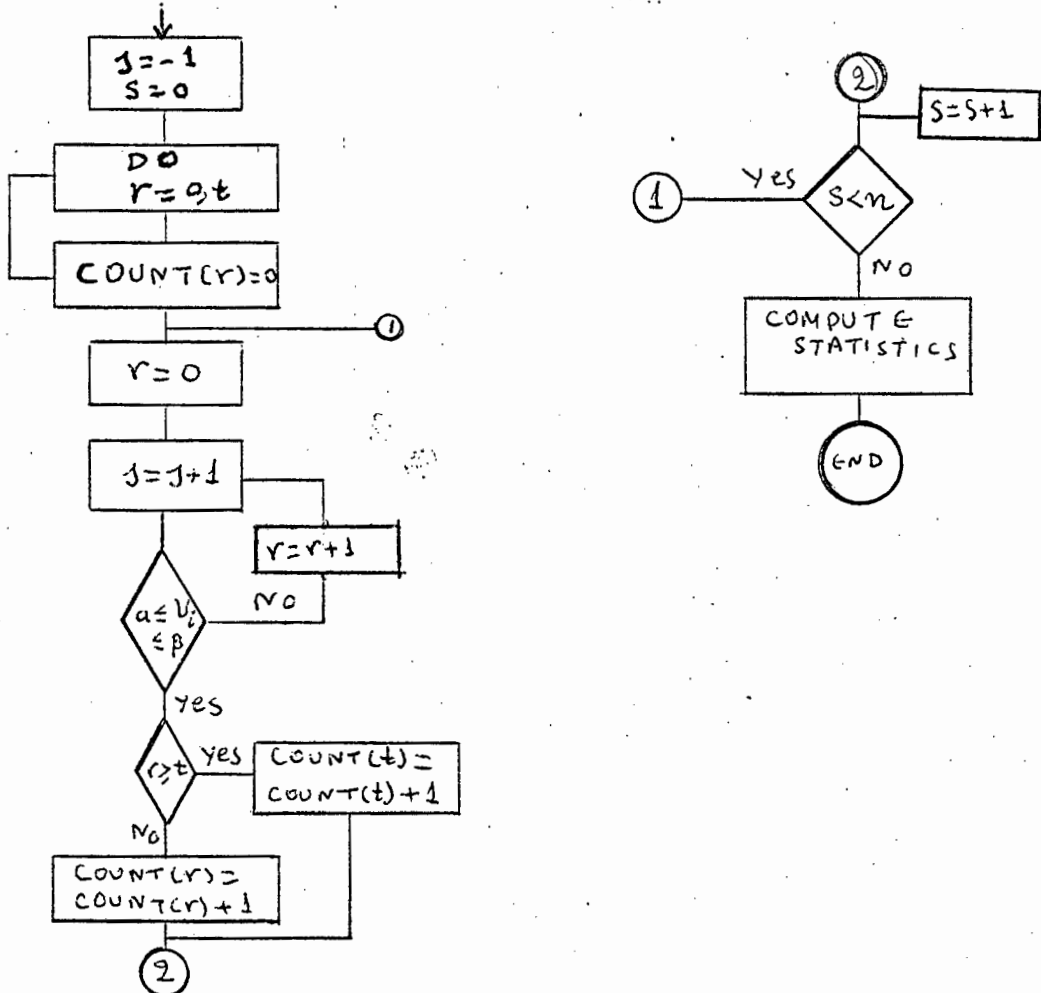 J=-1
S=0
DO
r=0,t
COUNT(r)=0
1
r=0
J=J+1
r=r+1
NO
a≤U_i
≤β
Yes
r≥t
Yes
COUNT(t)=
COUNT(t)+1
No
COUNT(r)=
COUNT(r)+1
2
2
S=S+1
S<n
Yes
1
NO
COMPUTE
STATISTICS
END